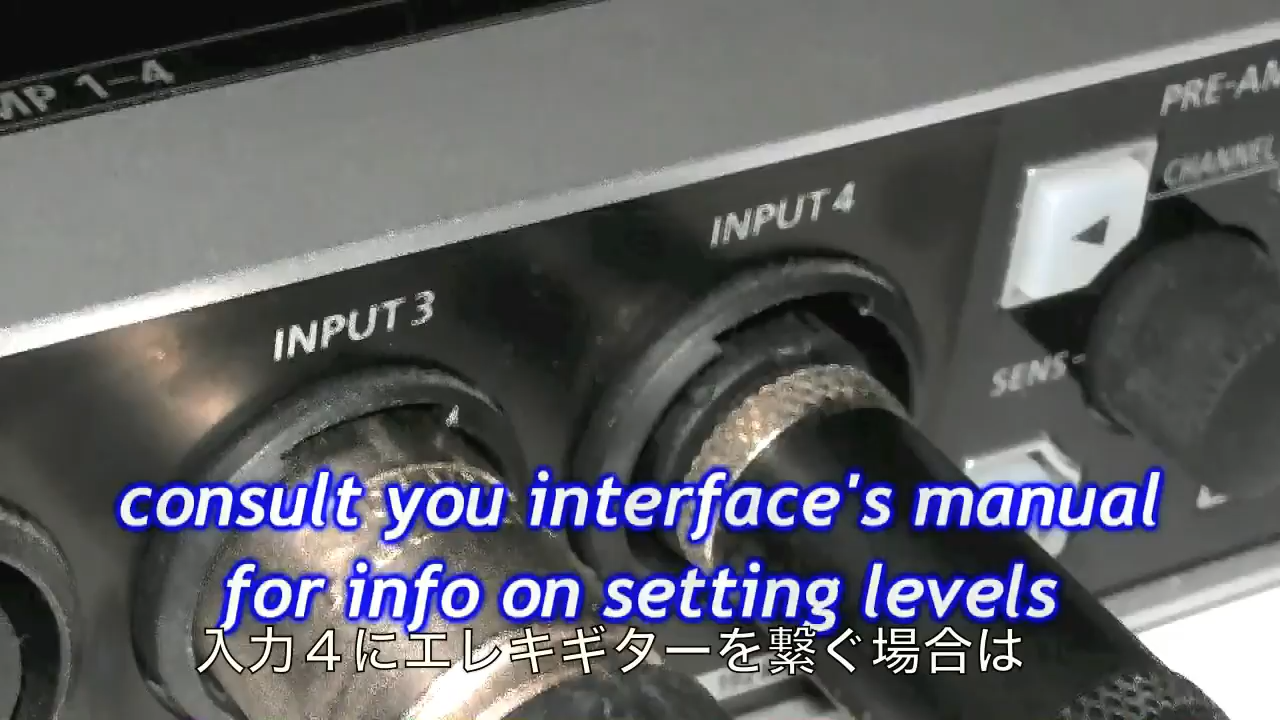 1-4
PRE-AM
CHANNEL
INPUT 4
INPUT 3
SENS -
consult you interface's manual
for info on setting levels
入力４にエレキギターを繋ぐ場合は